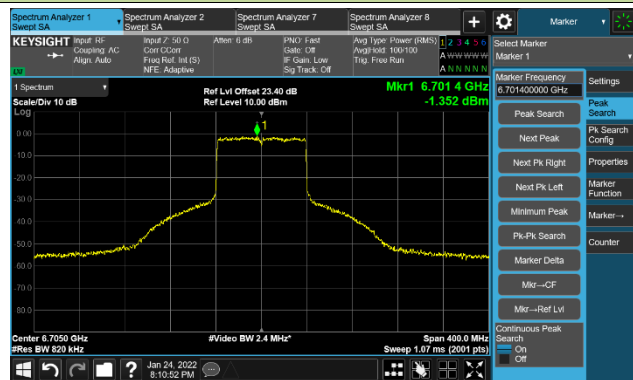 Spectrum Analyzer 1
Swept SA
Spectrum Analyzer 2
Swept SA
Spectrum Analyzer 7
Swept SA
Spectrum Analyzer 8
Swept SA
+
Marker
KEYSIGHT
Input: RF
Coupling: AC
Align: Auto
Input Z: 50 Ω
Corr CCorr
Freq Ref: Int (S)
NFE: Adaptive
Atten: 6 dB
PNO: Fast
Gate: Off
IF Gain: Low
Sig Track: Off
Avg Type: Power (RMS)
Avg|Hold: 100/100
Trig: Free Run
1 2 3 4 5 6
A W W W W W
A N N N N N
Select Marker
Marker 1
1 Spectrum
Scale/Div 10 dB
Log
Ref Lvl Offset 23.40 dB
Ref Level 10.00 dBm
Mkr1 6.701 4 GHz
-1.352 dBm
1
0.00
-10.0
-20.0
-30.0
-40.0
-50.0
-60.0
-70.0
-80.0
Center 6.7050 GHz
#Res BW 820 kHz
#Video BW 2.4 MHz*
Span 400.0 MHz
Sweep 1.07 ms (2001 pts)
Marker Frequency
6.701400000 GHz
Peak Search
Next Peak
Next Pk Right
Next Pk Left
Minimum Peak
Pk-Pk Search
Marker Delta
Mkr→CF
Mkr→Ref Lvl
Continuous Peak
Search
On
Off
Settings
Peak
Search
Pk Search
Config
Properties
Marker
Function
Marker→
Counter
?
Jan 24, 2022
8:10:52 PM